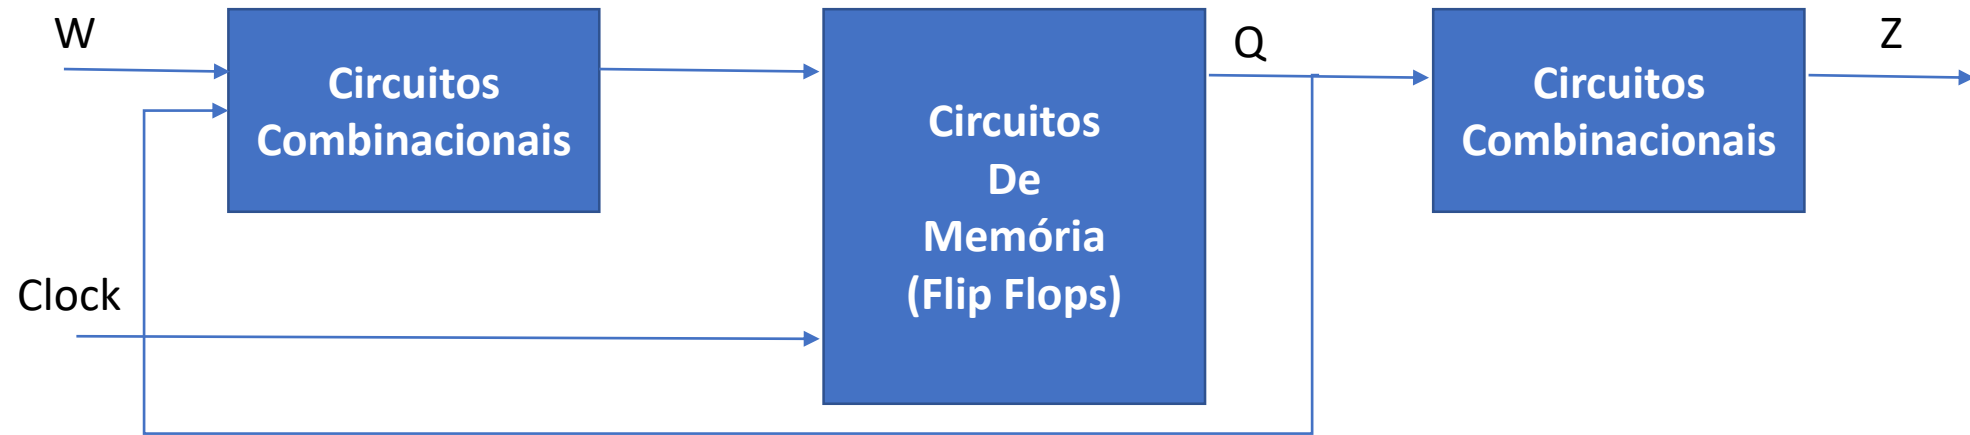 W
Circuitos
Combinacionais
Clock
Circuitos
De
Memória
(Flip Flops)
Q
Circuitos
Combinacionais
Z